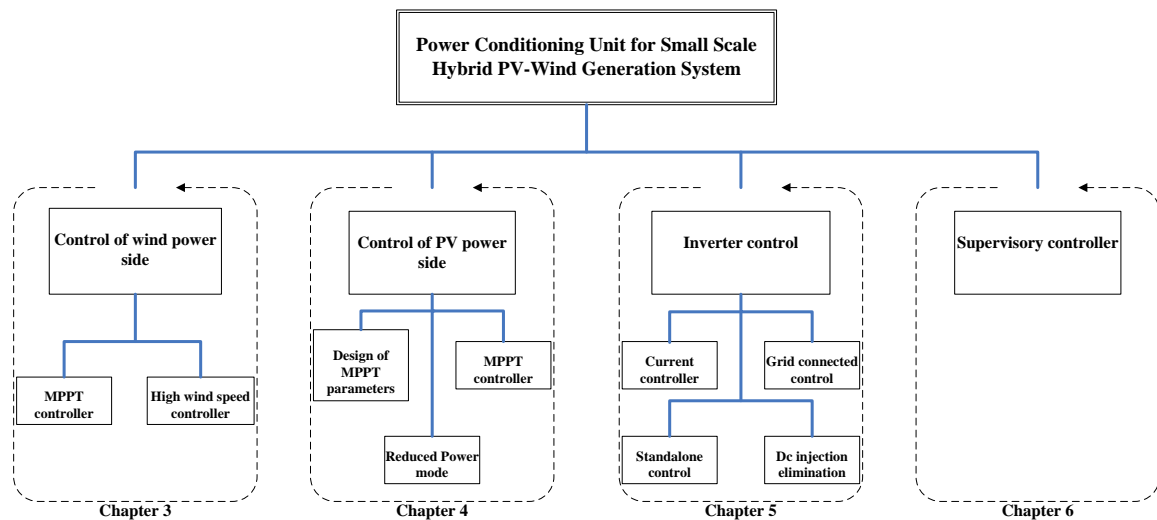 Power Conditioning Unit for Small Scale
Hybrid PV-Wind Generation System
Control of wind power
side
MPPT
controller
High wind speed
controller
Chapter 3
Control of PV power
side
Design of
MPPT
parameters
MPPT
controller
Reduced Power
mode
Chapter 4
Inverter control
Current
controller
Grid connected
control
Standalone
control
Dc injection
elimination
Chapter 5
Supervisory controller
Chapter 6